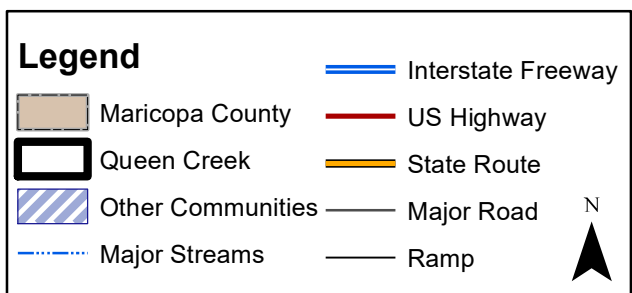 Legend
Maricopa County
Queen Creek
Other Communities
Major Streams
Interstate Freeway
US Highway
State Route
Major Road
Ramp
N